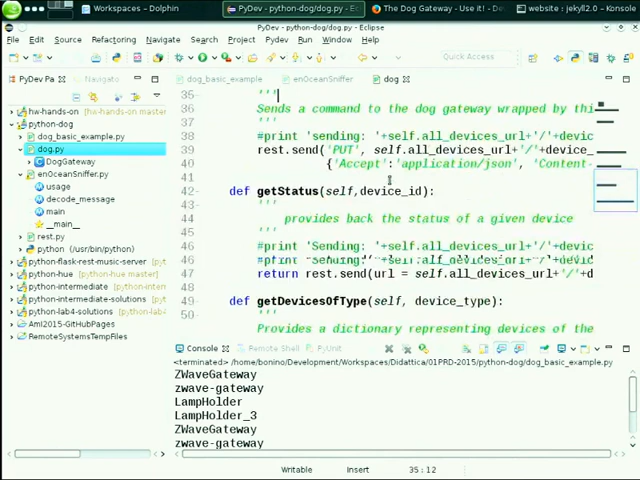 Workspaces – Dolphin
PyDev - python-dog/dog.py - Eclipse
The Dog Gateway - Use it! -
website : jekyll2.0 – Konsole
PyDev - python-dog/dog.py - Eclipse
File Edit Source Refactoring Navigate Search Project Pydev Run Window Help
Quick Access
PyDev Pa
Navigato
dog_basic_example
enOceanSniffer
dog
hw-hands-on [hw-hands-on master
python-dog
dog_basic_example.py
dog.py
DogGateway
enOceanSniffer.py
usage
decode_message
main
__main__
rest.py
python (/usr/bin/python)
python-flask-rest-music-server
python-hue [python-hue master]
python-intermediate
python-intermediate-solutions
python-lab4-solutions
AmI2015-GitHubPages
RemoteSystemsTempFiles
35 '''
36 Sends a command to the dog gateway wrapped by thi
37 '''
38 #print 'sending: '+self.all_devices_url+'/'+devic
39 rest.send('PUT', self.all_devices_url+'/'+device_
40 {'Accept':'application/json', 'Content-
41
42 def getStatus(self,device_id):
43 '''
44 provides back the status of a given device
45 '''
46 #print 'Sending: '+self.all_devices_url+'/'+devic
47 return rest.send(url = self.all_devices_url+'/'+d
49 def getDevicesOfType(self, device_type):
50 '''
Provides a dictionary representing devices of the
Console
Remote Shell
PyUnit
<terminated> /home/bonino/Development/Workspaces/Didattica/01PRD-2015/python-dog/dog_basic_example.py
ZWaveGateway
zwave-gateway
LampHolder
LampHolder_3
ZWaveGateway
zwave-gateway
Writable
Insert
35 : 12